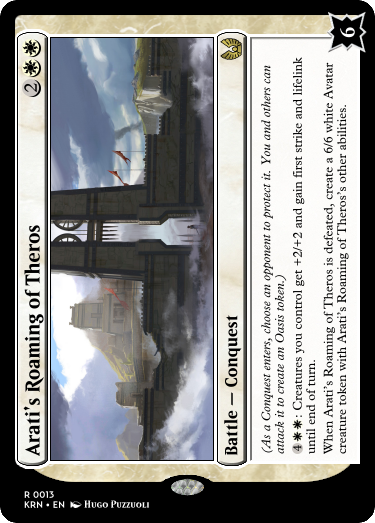 Arati's Roaming of Theros
2
Battle — Conquest
(As a Conquest enters, choose an opponent to protect it. You and others can
attack it to create an Oasis token.)
4 : Creatures you control get +2/+2 and gain first strike and lifelink
until end of turn.
When Arati's Roaming of Theros is defeated, create a 6/6 white Avatar
creature token with Arati's Roaming of Theros's other abilities.
6
R 0013
KRN • EN Hugo Puzzuoli